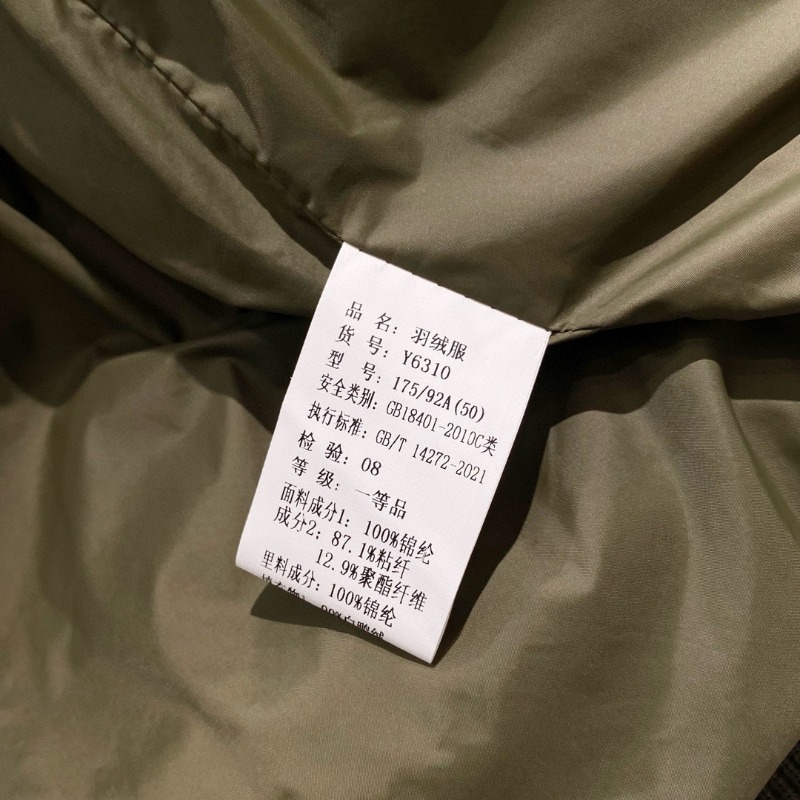 品 名: 羽绒服
货 号: Y6310
型 号: 175/92A(50)
安全类别: GB18401-2010C类
执行标准: GB/T 14272-2021
检 验: 08
等 级: 一等品
面料成分1: 100%锦纶
成分2: 87.1%粘纤
12.9%聚酯纤维
里料成分: 100%锦纶